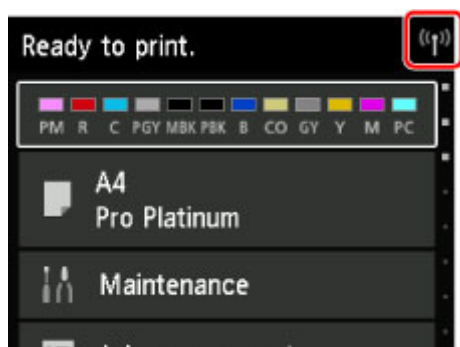 Ready to print.
PM R C PGY MBK PBK B CO GY Y M PC
A4
Pro Platinum
Maintenance